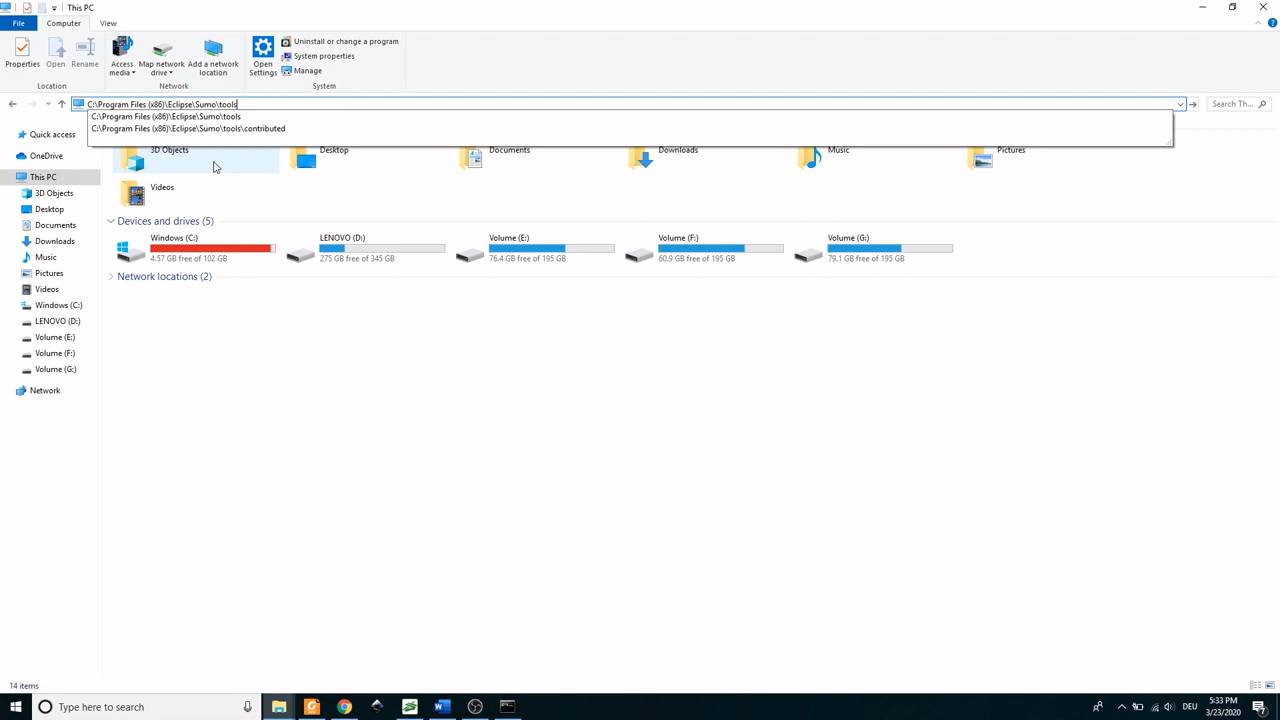 This PC
File
Computer
View
Properties
Open
Rename
Access media
Map network drive
Add a network location
Open Settings
Uninstall or change a program
System properties
Manage
Location
Network
System
C:\Program Files (x86)\Eclipse\Sumo\tools
Search Th...
C:\Program Files (x86)\Eclipse\Sumo\tools
C:\Program Files (x86)\Eclipse\Sumo\tools\contributed
Quick access
OneDrive
This PC
3D Objects
Desktop
Documents
Downloads
Music
Pictures
Videos
Windows (C:)
LENOVO (D:)
Volume (E:)
Volume (F:)
Volume (G:)
Network
3D Objects
Desktop
Documents
Downloads
Music
Pictures
Videos
Devices and drives (5)
Windows (C:)
4.57 GB free of 102 GB
LENOVO (D:)
275 GB free of 345 GB
Volume (E:)
76.4 GB free of 195 GB
Volume (F:)
60.9 GB free of 195 GB
Volume (G:)
79.1 GB free of 195 GB
Network locations (2)
14 items
Type here to search
DEU
5:33 PM
3/23/2020